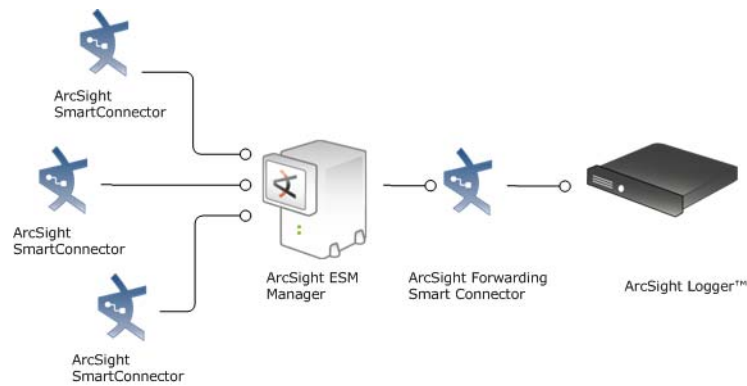 ArcSight
SmartConnector
ArcSight
SmartConnector
ArcSight
SmartConnector
ArcSight ESM
Manager
ArcSight Forwarding
Smart Connector
ArcSight Logger™